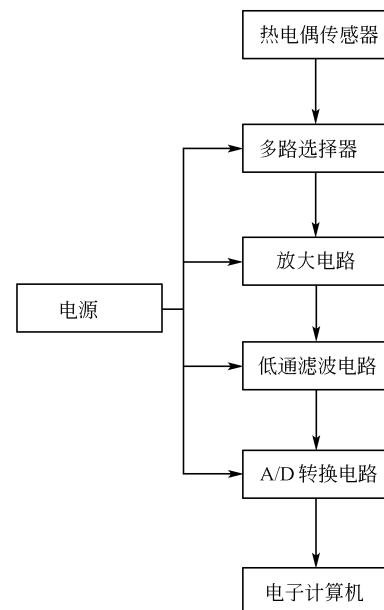 热电偶传感器
多路选择器
放大电路
电源
低通滤波电路
A/D 转换电路
电子计算机